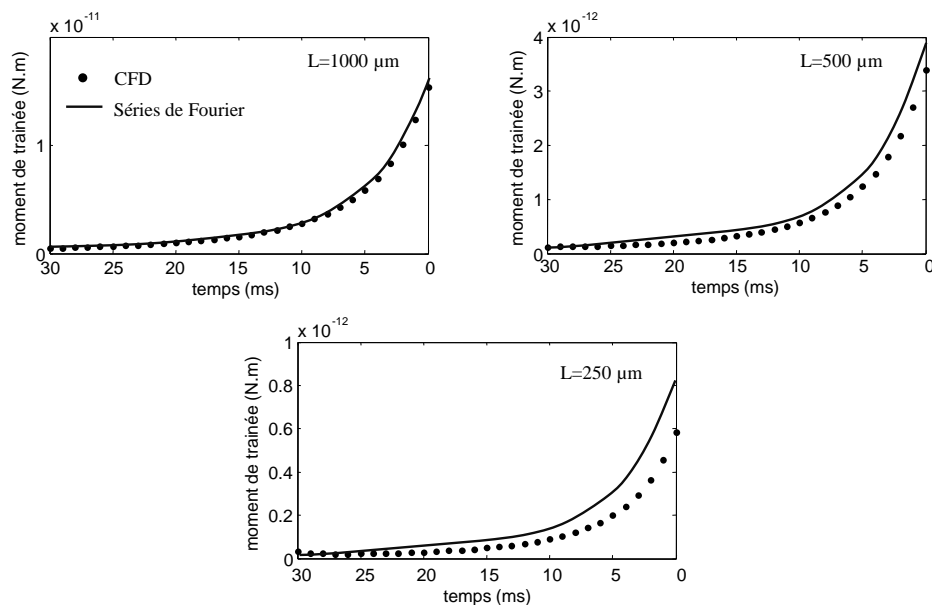 x 10-11
L=1000 µm
CFD
Séries de Fourier
moment de trainée (N.m)
1
0
30 25 20 15 10 5 0
temps (ms)
x 10-12
L=500 µm
moment de trainée (N.m)
4
2
0
30 25 20 15 10 5 0
temps (ms)
x 10-12
L=250 µm
moment de trainée (N.m)
1
0.8
0.6
0.4
0.2
0
30 25 20 15 10 5 0
temps (ms)